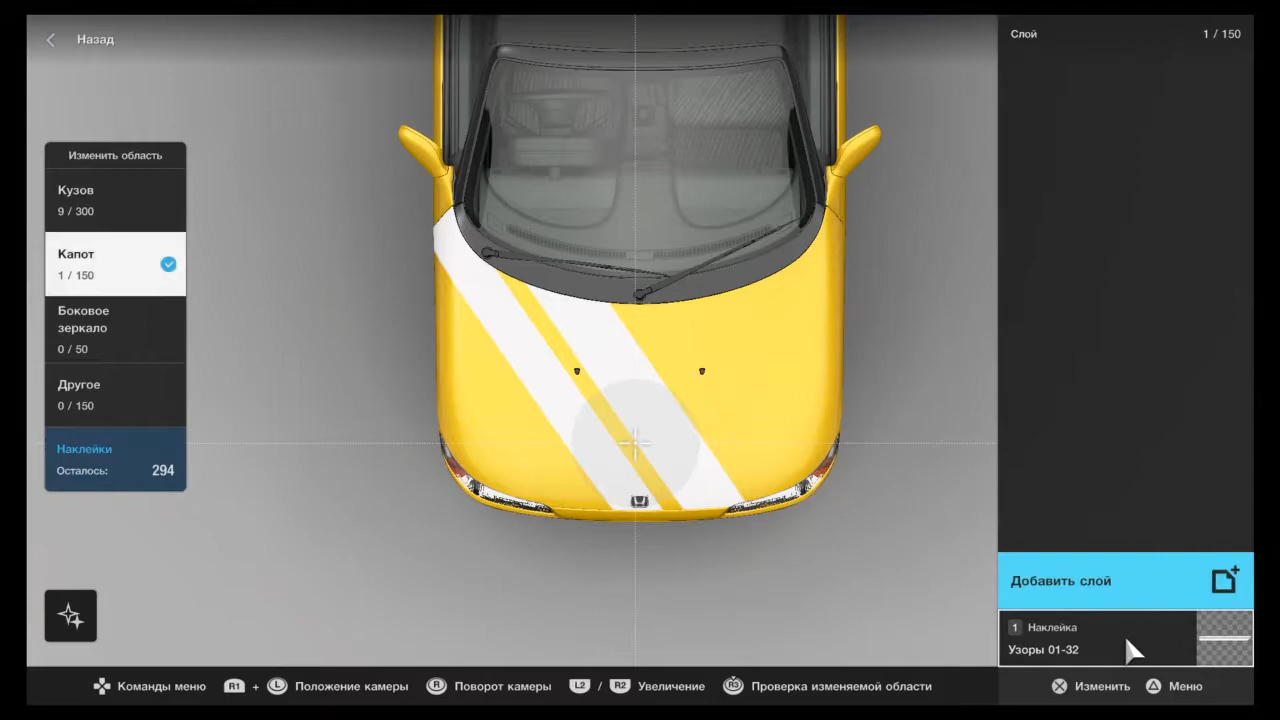 Назад
Слой 1 / 150
Изменить область
Кузов
9 / 300
Капот
1 / 150
Боковое
зеркало
0 / 50
Другое
0 / 150
Наклейки
Осталось: 294
Добавить слой
1 Наклейка
Узоры 01-32
Команды меню R1 + L Положение камеры R Поворот камеры L2 / R2 Увеличение R3 Проверка изменяемой области Изменить Меню